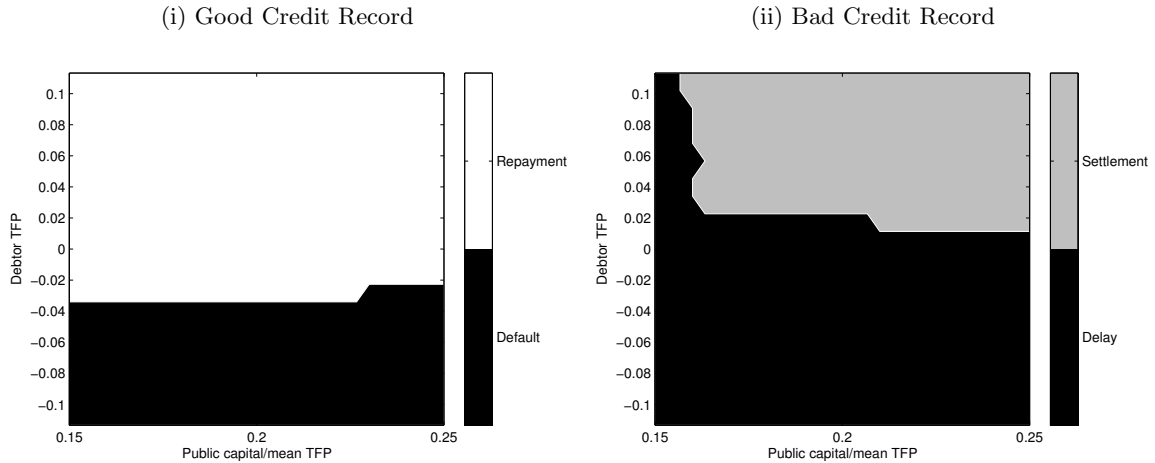 (i) Good Credit Record
0.1
0.08
0.06
0.04
0.02
0
−0.02
−0.04
−0.06
−0.08
−0.1
Debtor TFP
0.15
0.2
0.25
Public capital/mean TFP
Repayment
Default
(ii) Bad Credit Record
0.1
0.08
0.06
0.04
0.02
0
−0.02
−0.04
−0.06
−0.08
−0.1
Debtor TFP
0.15
0.2
0.25
Public capital/mean TFP
Settlement
Delay